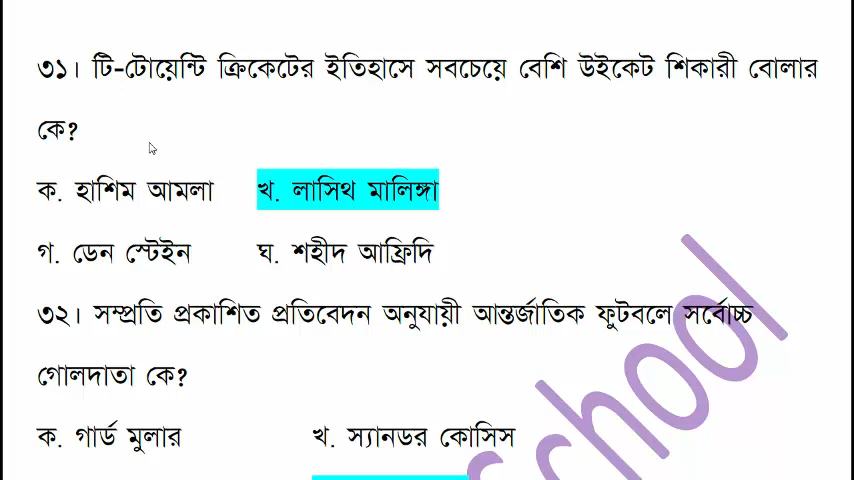 ৩১। টি-টোয়েন্টি ক্রিকেটের ইতিহাসে সবচেয়ে বেশি উইকেট শিকারী বোলার
কে?
ক. হাশিম আমলা খ. লাসিথ মালিঙ্গা
গ. ডেন স্টেইন ঘ. শহীদ আফ্রিদি
৩২। সম্প্রতি প্রকাশিত প্রতিবেদন অনুযায়ী আন্তর্জাতিক ফুটবলে সর্বোচ্চ
গোলদাতা কে?
ক. গার্ড মুলার খ. স্যানডর কোসিস
School